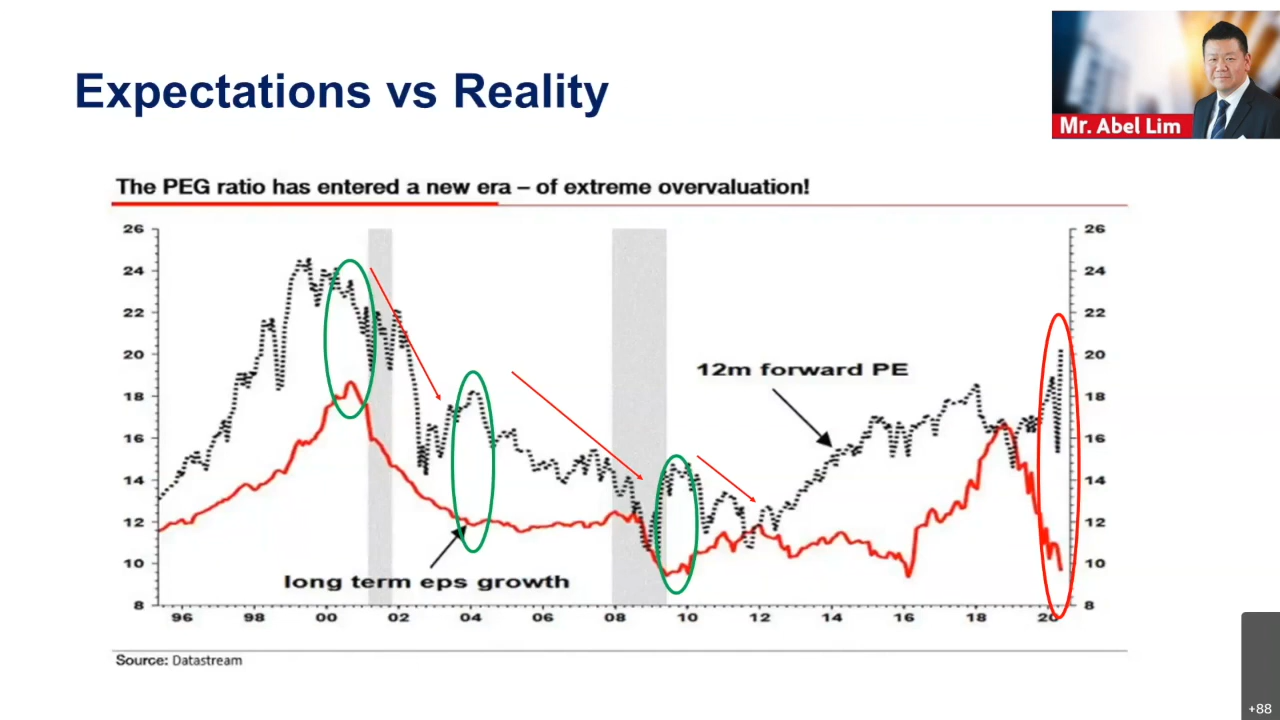 Expectations vs Reality
Mr. Abel Lim
The PEG ratio has entered a new era – of extreme overvaluation!
26 26
24 24
22 22
20 20
18 18
16 16
14 14
12 12
10 10
8 8
12m forward PE
long term eps growth
96 98 00 02 04 06 08 10 12 14 16 18 20
Source: Datastream
+88